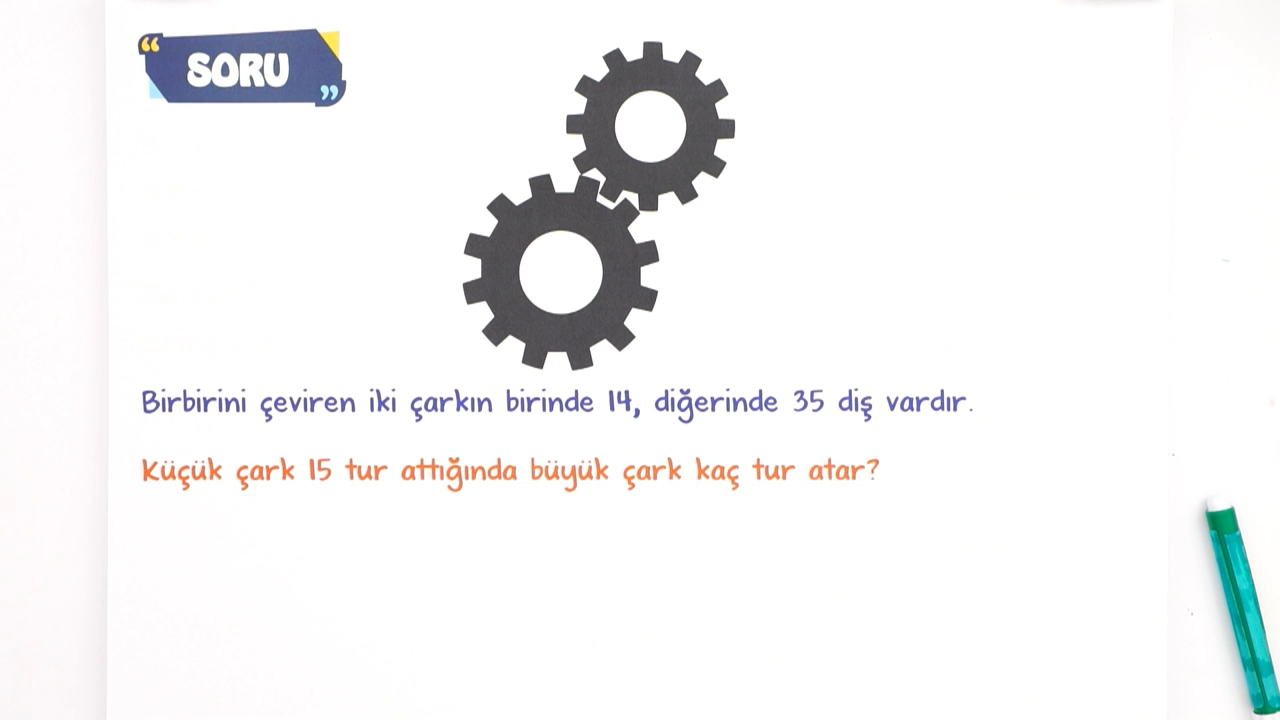 SORU
Birbirini çeviren iki çarkın birinde 14, diğerinde 35 diş vardır.
Küçük çark 15 tur attığında büyük çark kaç tur atar?